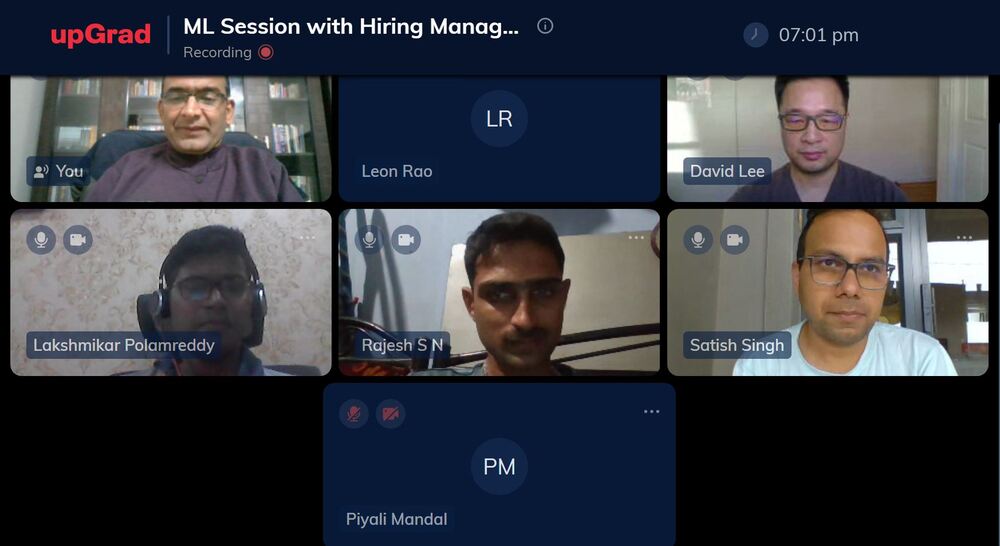 upGrad
ML Session with Hiring Manag...
Recording
07:01 pm
You
LR
Leon Rao
David Lee
Lakshmikar Polamreddy
Rajesh S N
Satish Singh
PM
Piyali Mandal